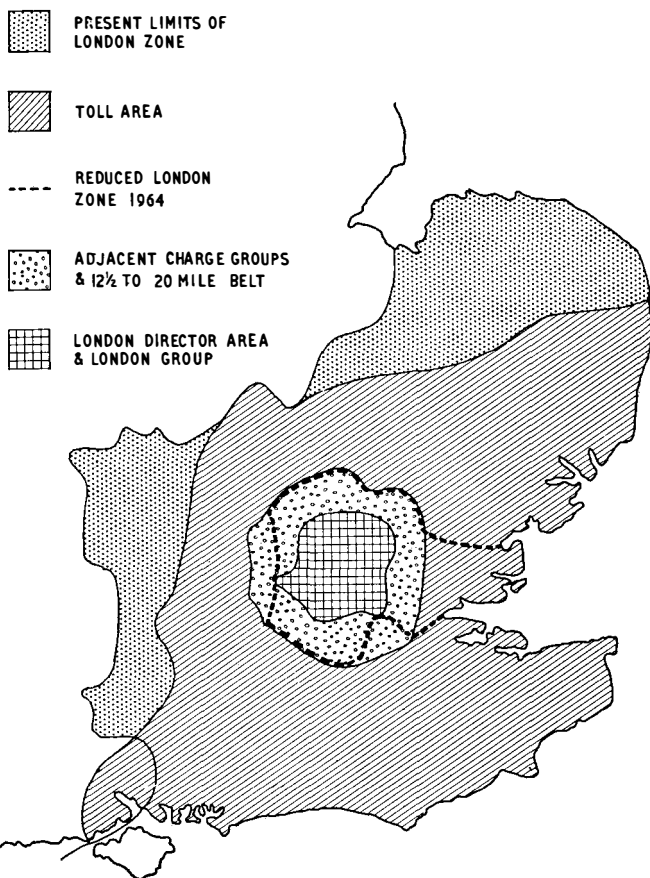 PRESENT LIMITS OF
LONDON ZONE
TOLL AREA
REDUCED LONDON
ZONE 1964
ADJACENT CHARGE GROUPS
& 12½ TO 20 MILE BELT
LONDON DIRECTOR AREA
& LONDON GROUP